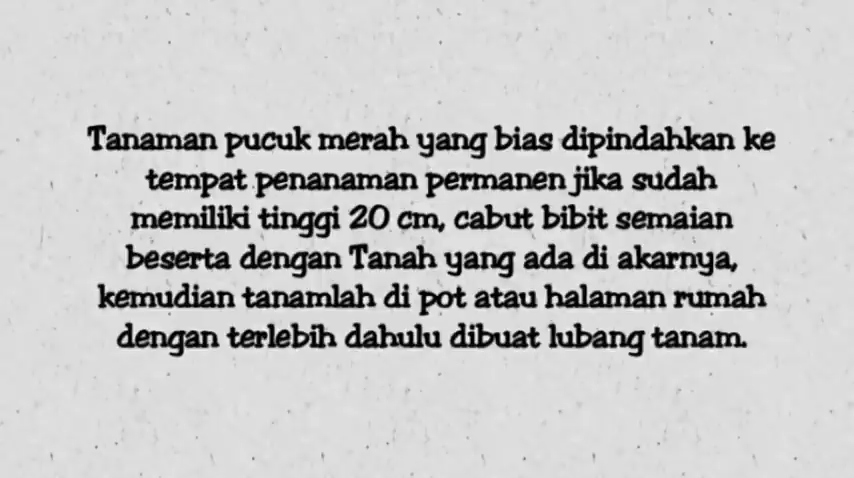 Tanaman pucuk merah yang bias dipindahkan ke
tempat penanaman permanen jika sudah
memiliki tinggi 20 cm, cabut bibit semaian
beserta dengan Tanah yang ada di akarnya,
kemudian tanamlah di pot atau halaman rumah
dengan terlebih dahulu dibuat lubang tanam.